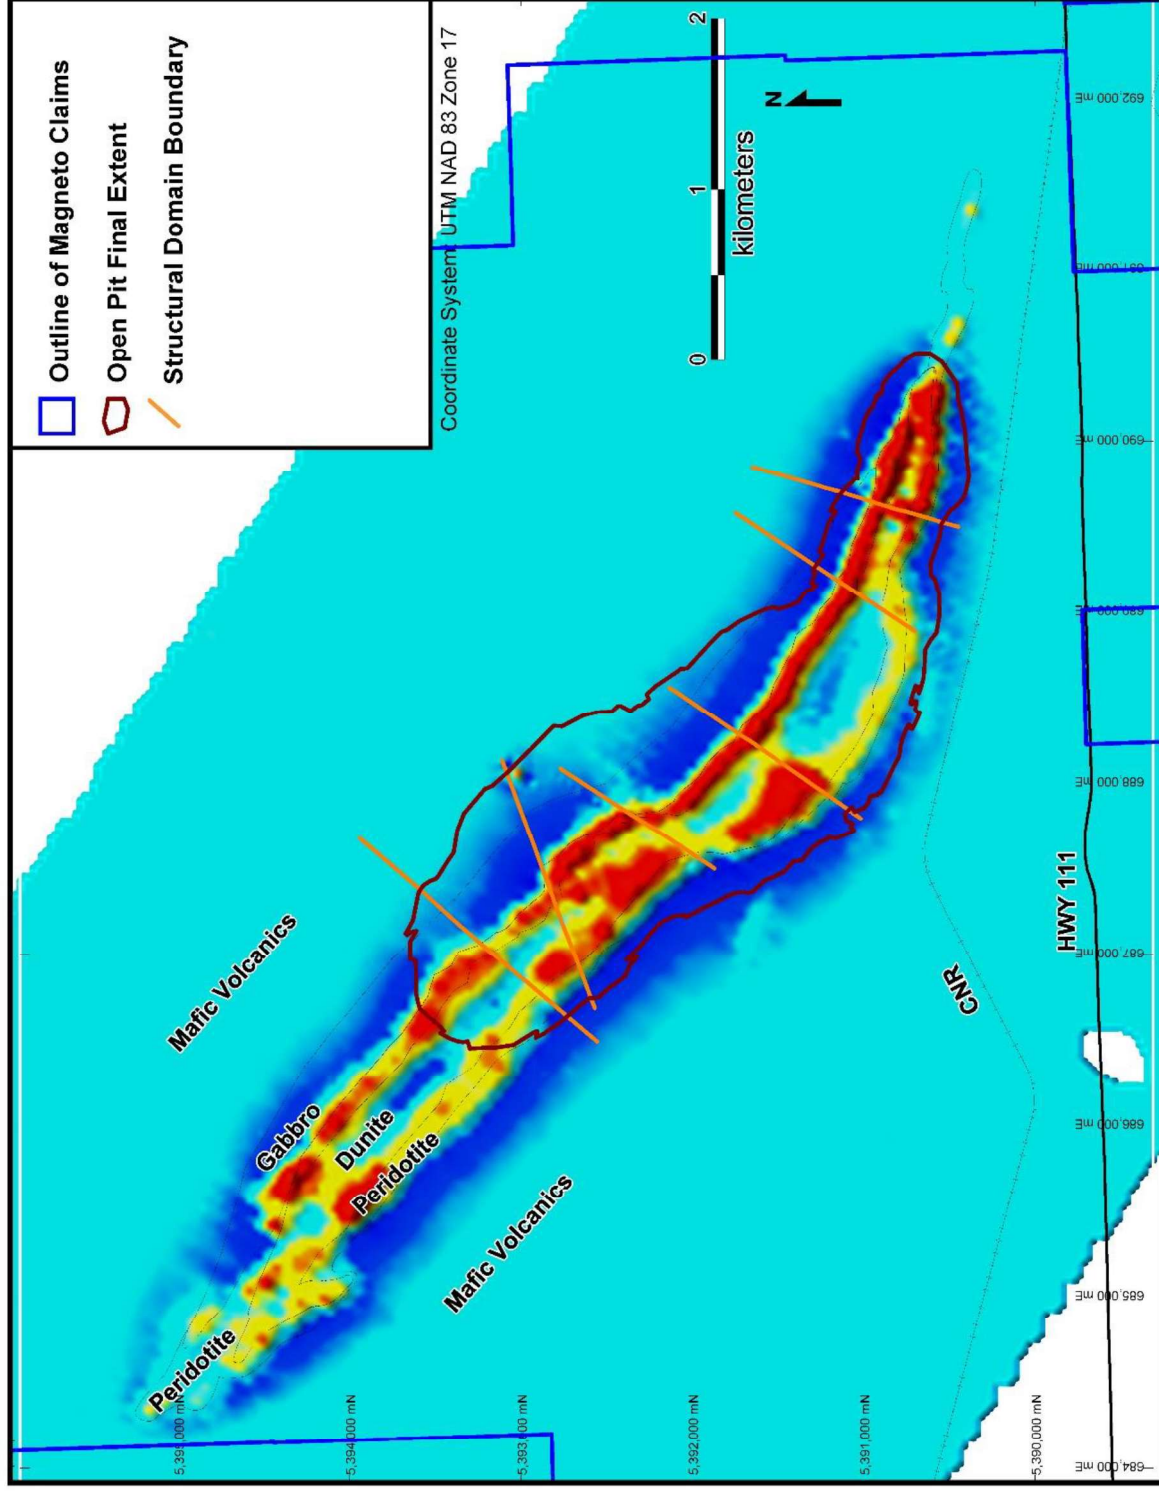 Outline of Magneto Claims
Open Pit Final Extent
Structural Domain Boundary
Coordinate System: UTM NAD 83 Zone 17
0 1 2
kilometers
N
Mafic Volcanics
Gabbro
Dunite
Peridotite
Peridotite
Mafic Volcanics
CNR
HWY 111
5,395,000 mN
5,394,000 mN
5,393,000 mN
5,392,000 mN
5,391,000 mN
5,390,000 mN
684,000 mE
685,000 mE
686,000 mE
687,000 mE
688,000 mE
689,000 mE
690,000 mE
691,000 mE
692,000 mE